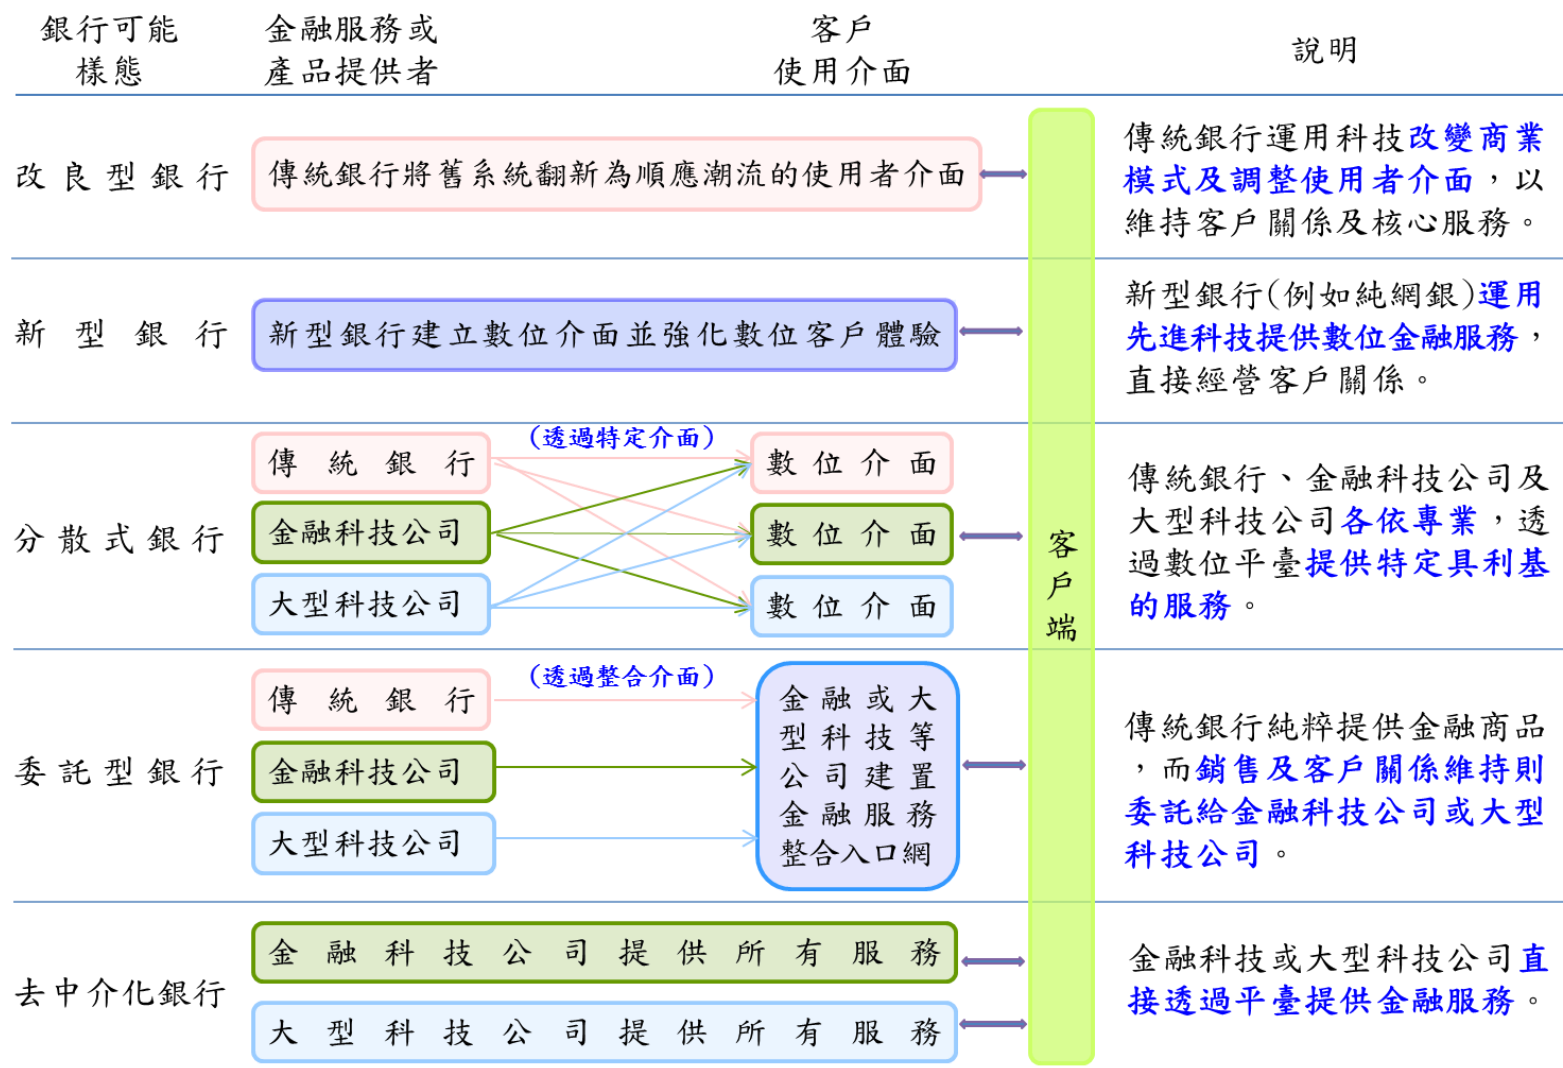 銀行可能
樣態
金融服務或
產品提供者
客戶
使用介面
說明
改良型銀行
傳統銀行將舊系統翻新為順應潮流的使用者介面
傳統銀行運用科技改變商業
模式及調整使用者介面，以
維持客戶關係及核心服務。
新型銀行
新型銀行建立數位介面並強化數位客戶體驗
新型銀行(例如純網銀)運用
先進科技提供數位金融服務，
直接經營客戶關係。
分散式銀行
傳統銀行
金融科技公司
大型科技公司
(透過特定介面)
數位介面
數位介面
數位介面
傳統銀行、金融科技公司及
大型科技公司各依專業，透
過數位平臺提供特定具利基
的服務。
客戶端
委託型銀行
傳統銀行
金融科技公司
大型科技公司
(透過整合介面)
金融或大
型科技等
公司建置
金融服務
整合入口網
傳統銀行純粹提供金融商品
，而銷售及客戶關係維持則
委託給金融科技公司或大型
科技公司。
去中介化銀行
金融科技公司提供所有服務
大型科技公司提供所有服務
金融科技或大型科技公司直
接透過平臺提供金融服務。